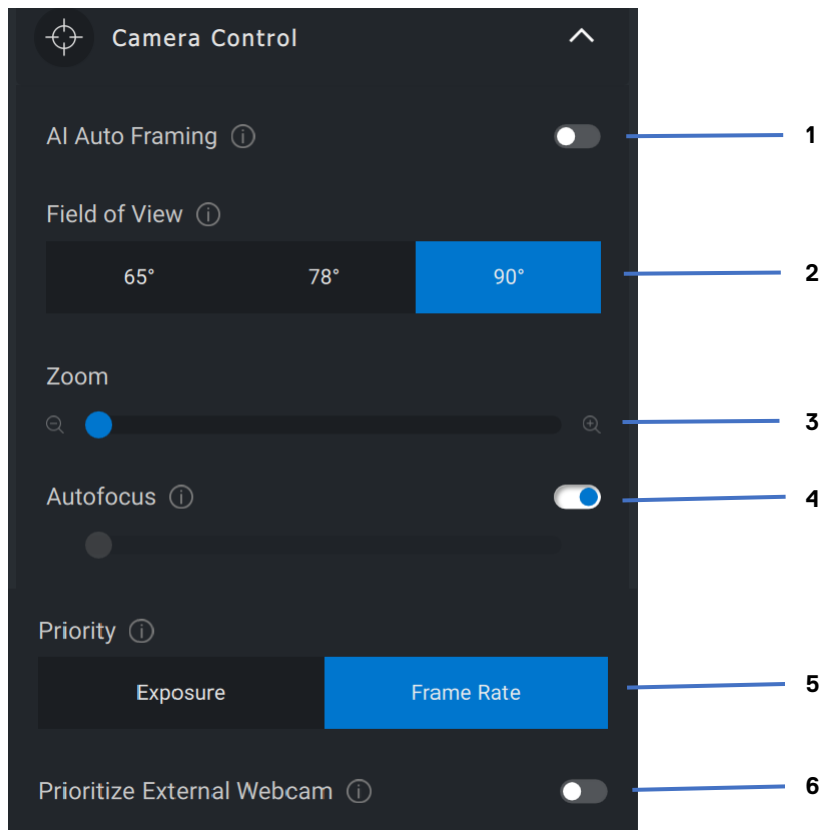 Camera Control
AI Auto Framing
1
Field of View
65° 78° 90°
2
Zoom
3
Autofocus
4
Priority
Exposure Frame Rate
5
Prioritize External Webcam
6